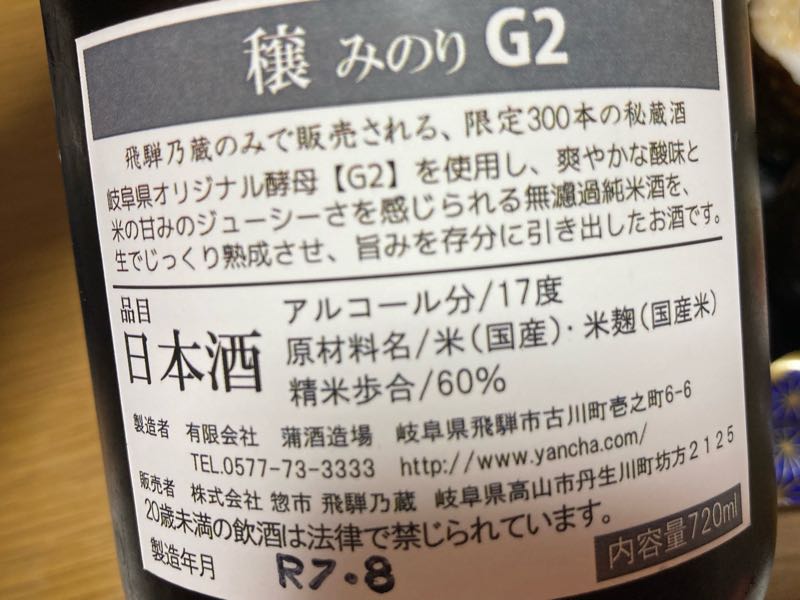 穣 みのり G2
飛騨乃蔵のみで販売される、限定300本の秘蔵酒
岐阜県オリジナル酵母【G2】を使用し、爽やかな酸味と
米の甘みのジューシーさを感じられる無濾過純米酒を、
生でじっくり熟成させ、旨みを存分に引き出したお酒です。
品目
日本酒
アルコール分/17度
原材料名/米(国産)・米麹(国産米)
精米歩合/60%
製造者 有限会社 蒲酒造場 岐阜県飛騨市古川町壱之町6-6
TEL.0577-73-3333 http://www.yancha.com/
販売者 株式会社 惣市 飛騨乃蔵 岐阜県高山市丹生川町坊方2125
20歳未満の飲酒は法律で禁じられています。
製造年月 R7・8
内容量720ml